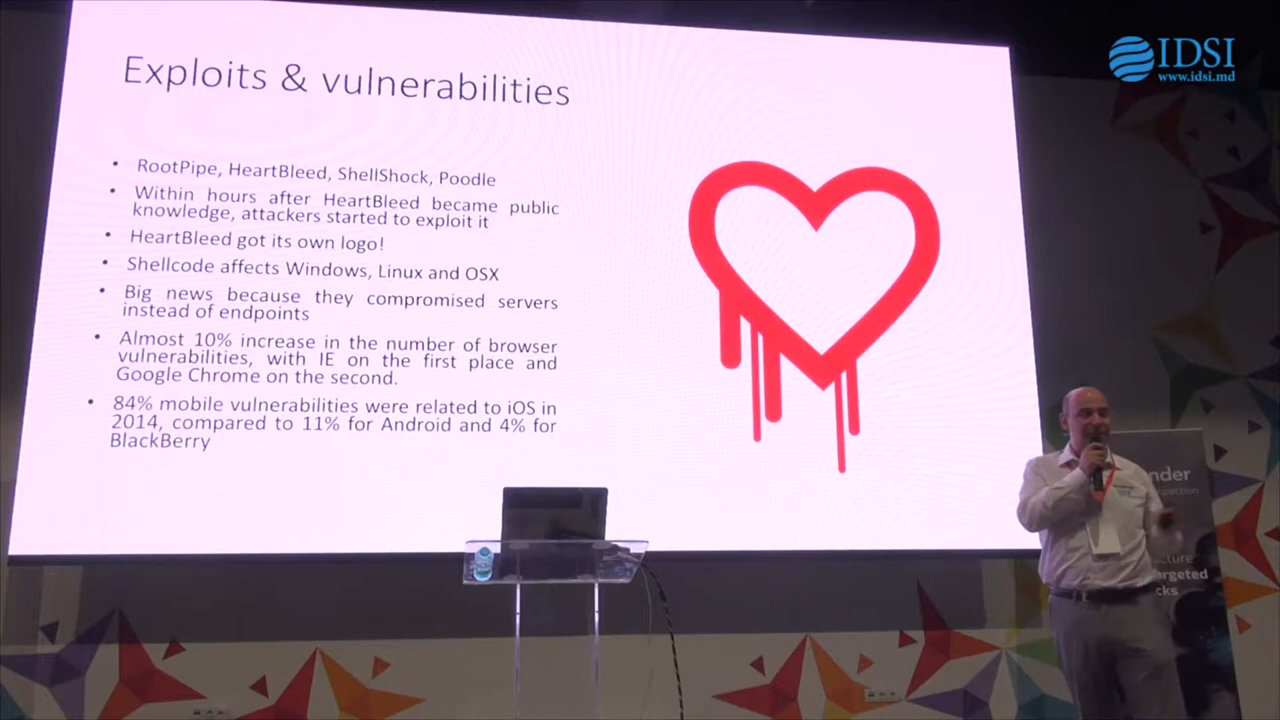 IDSI
www.idsi.md
Exploits & vulnerabilities
• RootPipe, HeartBleed, ShellShock, Poodle
• Within hours after HeartBleed became public
knowledge, attackers started to exploit it
• HeartBleed got its own logo!
• Shellcode affects Windows, Linux and OSX
• Big news because they compromised servers
instead of endpoints
• Almost 10% increase in the number of browser
vulnerabilities, with IE on the first place and
Google Chrome on the second.
• 84% mobile vulnerabilities were related to iOS in
2014, compared to 11% for Android and 4% for
BlackBerry